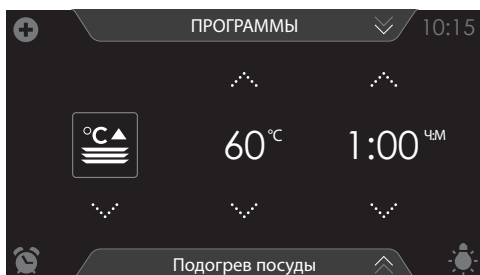 ПРОГРАММЫ 10:15
°C
60 °C 1:00 Ч:М
Подогрев посуды